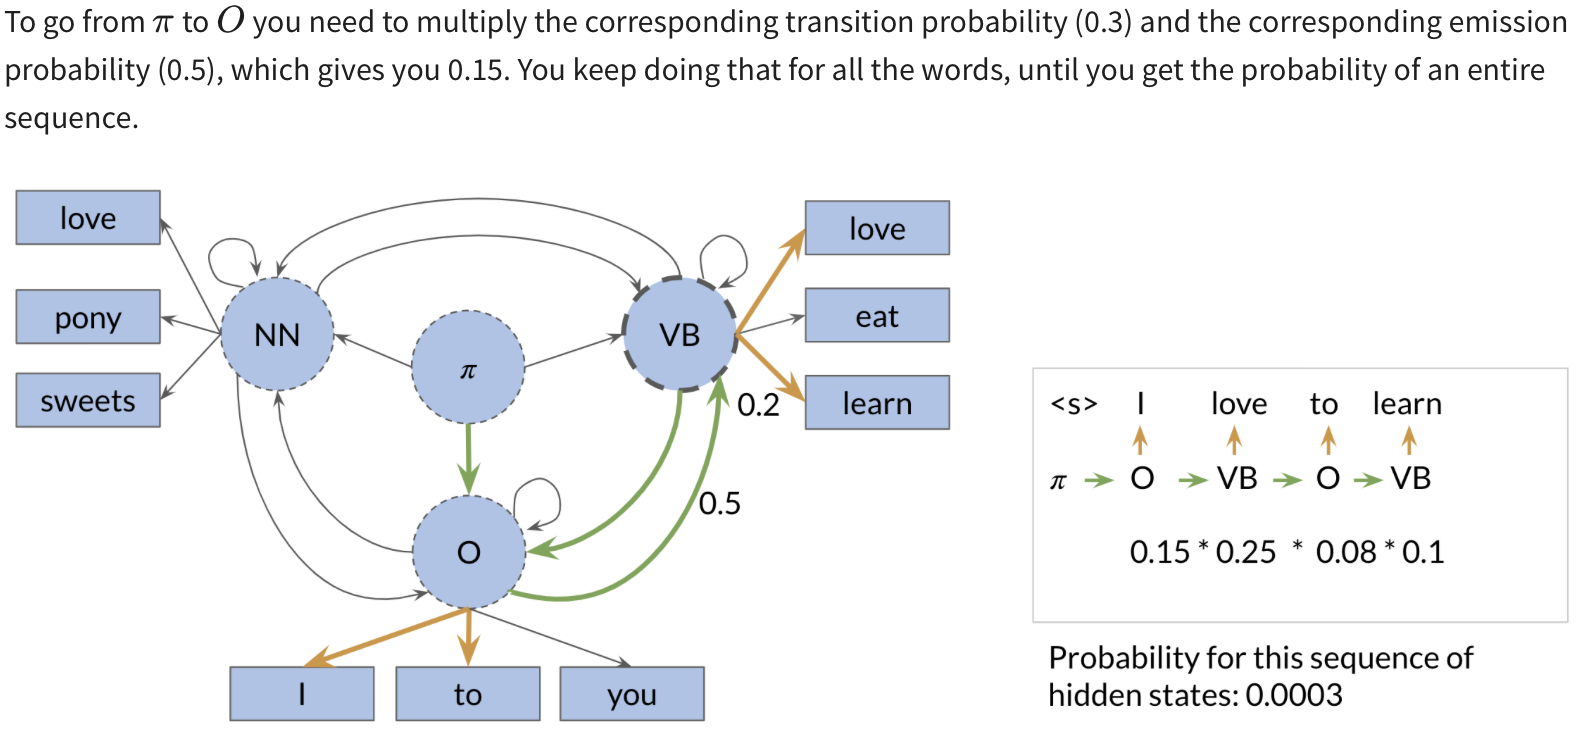 To go from π to O you need to multiply the corresponding transition probability (0.3) and the corresponding emission
probability (0.5), which gives you 0.15. You keep doing that for all the words, until you get the probability of an entire
sequence.
love
pony
sweets
NN
π
VB
O
love
eat
learn
0.2
0.5
I
to
you
<s> I love to learn
π O VB O VB
0.15 * 0.25 * 0.08 * 0.1
Probability for this sequence of
hidden states: 0.0003